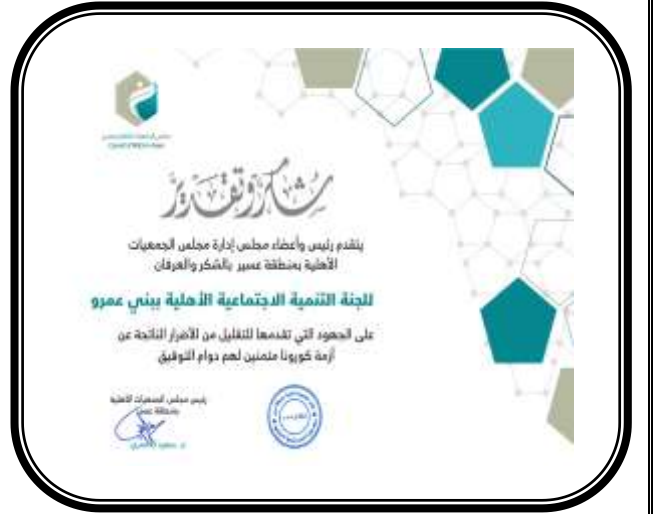 شكر وتقدير
يتقدم رئيس وأعضاء مجلس إدارة مجلس الجمعيات
الأهلية بمنطقة عسير بالشكر والعرفان
للجنة التنمية الاجتماعية الأهلية ببني عمرو
على الجهود التي تقدمها للتقليل من الأضرار الناتجة عن
أزمة كورونا متمنين لهم دوام التوفيق
رئيس مجلس الجمعيات الأهلية
بمنطقة عسير